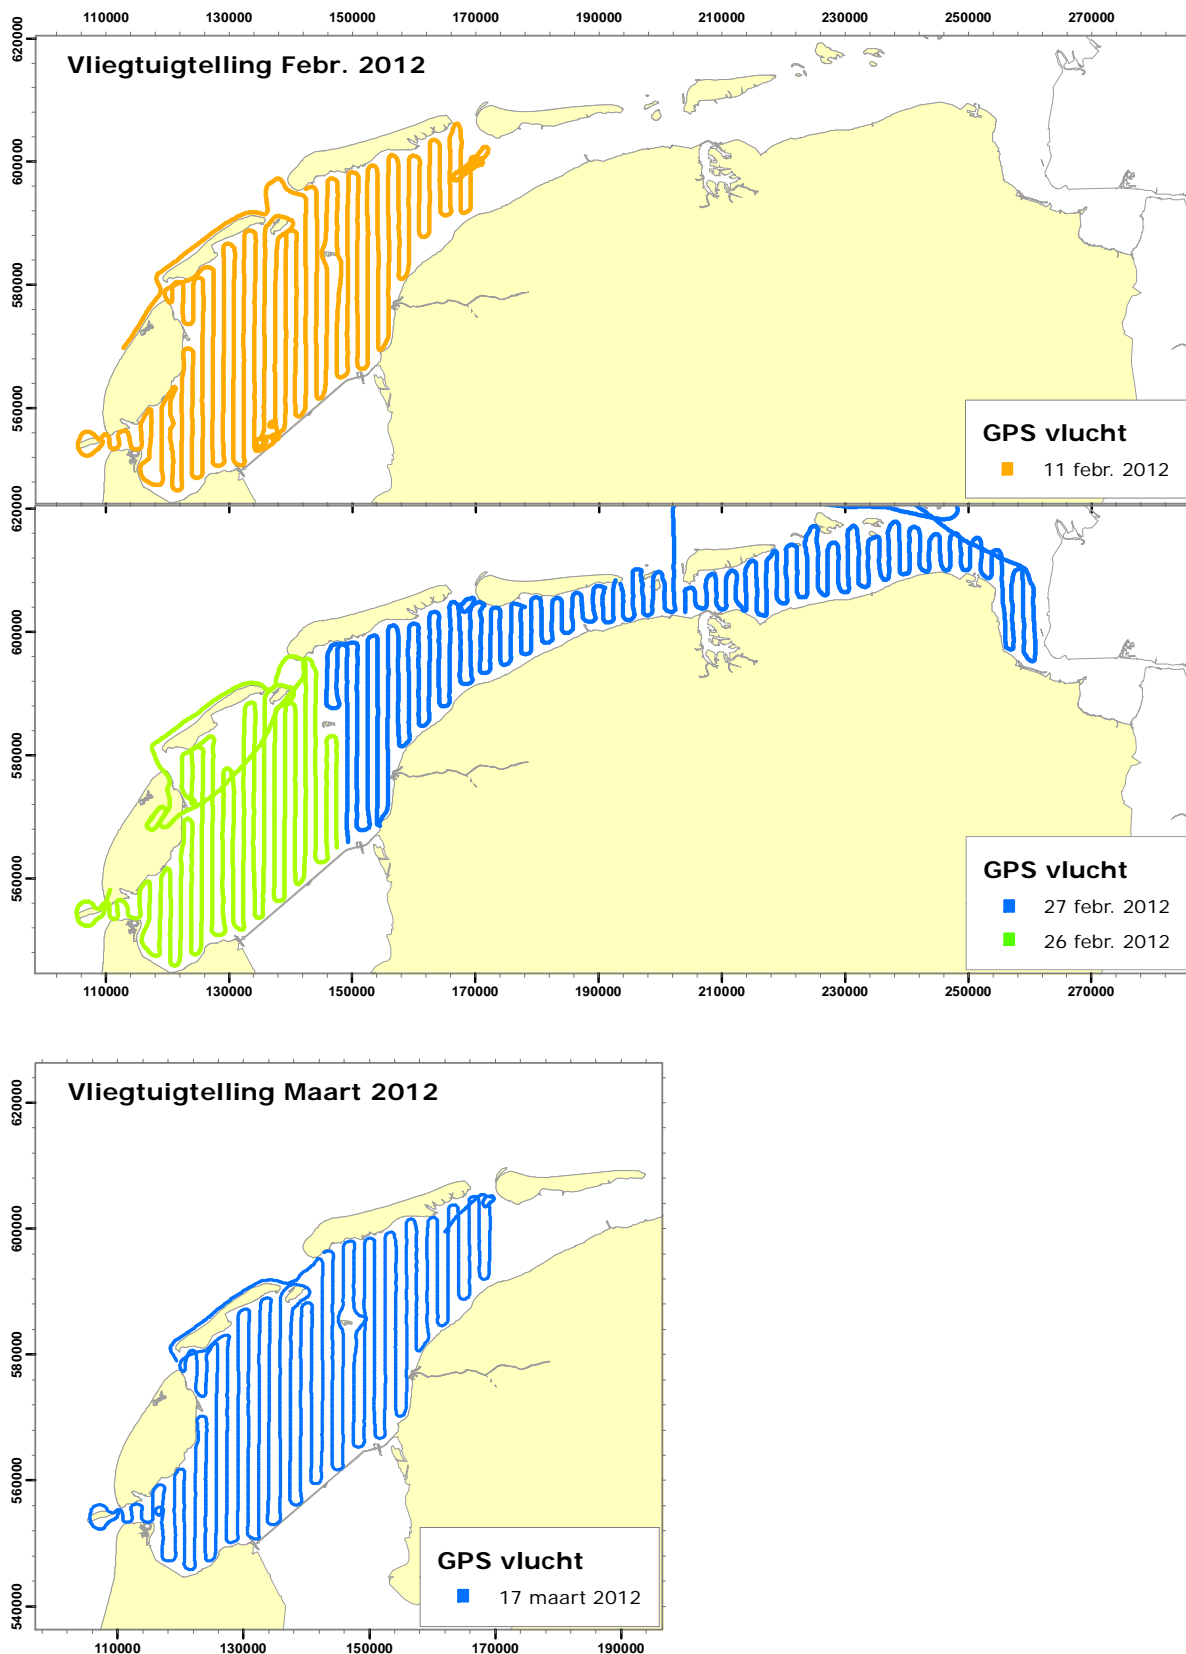 110000 130000 150000 170000 190000 210000 230000 250000 270000
620000
Vliegtuigtelling Febr. 2012
600000
580000
560000
GPS vlucht
11 febr. 2012
620000
600000
580000
560000
GPS vlucht
27 febr. 2012
26 febr. 2012
110000 130000 150000 170000 190000 210000 230000 250000 270000
Vliegtuigtelling Maart 2012
620000
600000
580000
560000
540000
GPS vlucht
17 maart 2012
110000 130000 150000 170000 190000